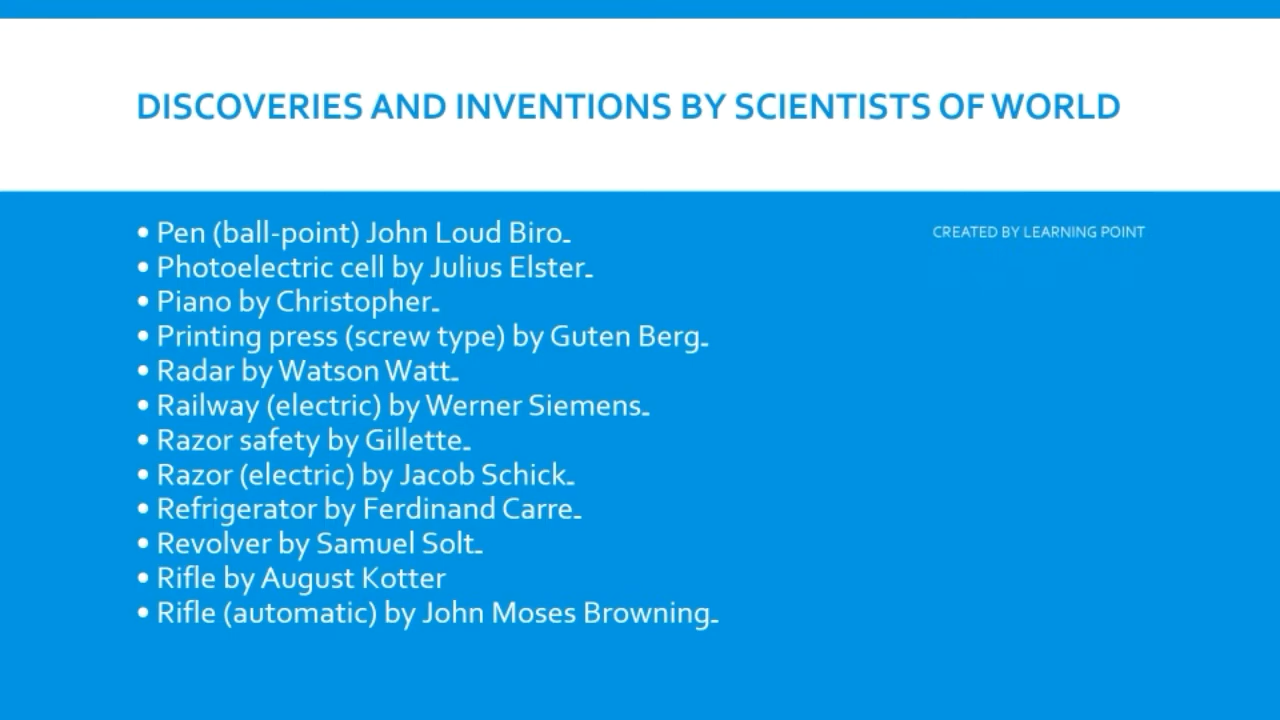 DISCOVERIES AND INVENTIONS BY SCIENTISTS OF WORLD
• Pen (ball-point) John Loud Biro.
CREATED BY LEARNING POINT
• Photoelectric cell by Julius Elster.
• Piano by Christopher.
• Printing press (screw type) by Guten Berg.
• Radar by Watson Watt.
• Railway (electric) by Werner Siemens.
• Razor safety by Gillette.
• Razor (electric) by Jacob Schick.
• Refrigerator by Ferdinand Carre.
• Revolver by Samuel Solt.
• Rifle by August Kotter
• Rifle (automatic) by John Moses Browning.